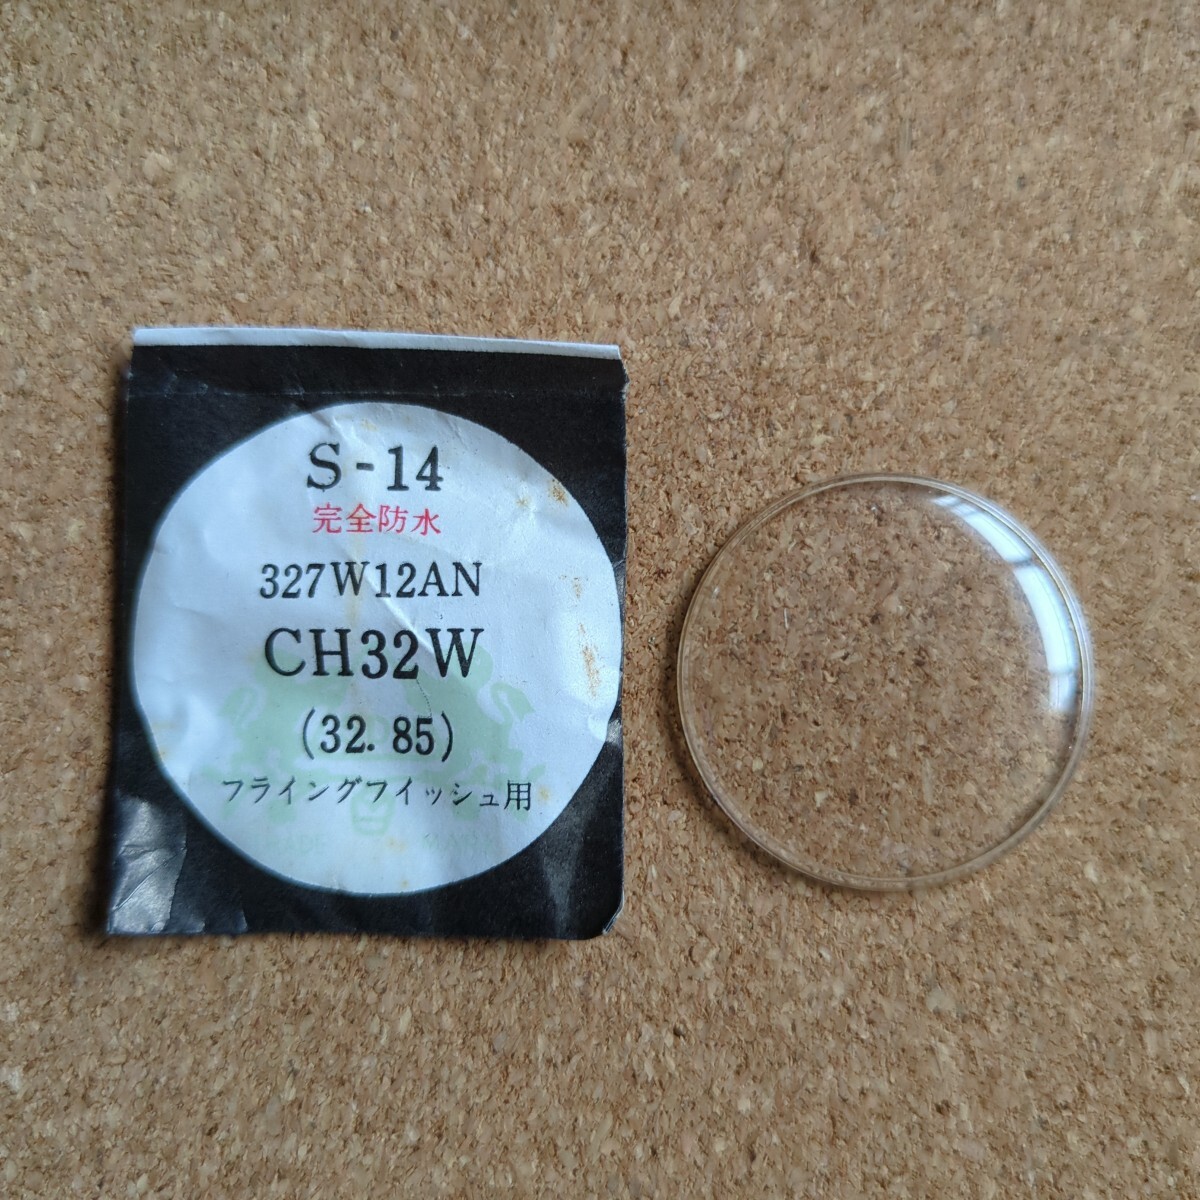 S-14
完全防水
327W12AN
CH32W
(32.85)
フライングフイッシュ用